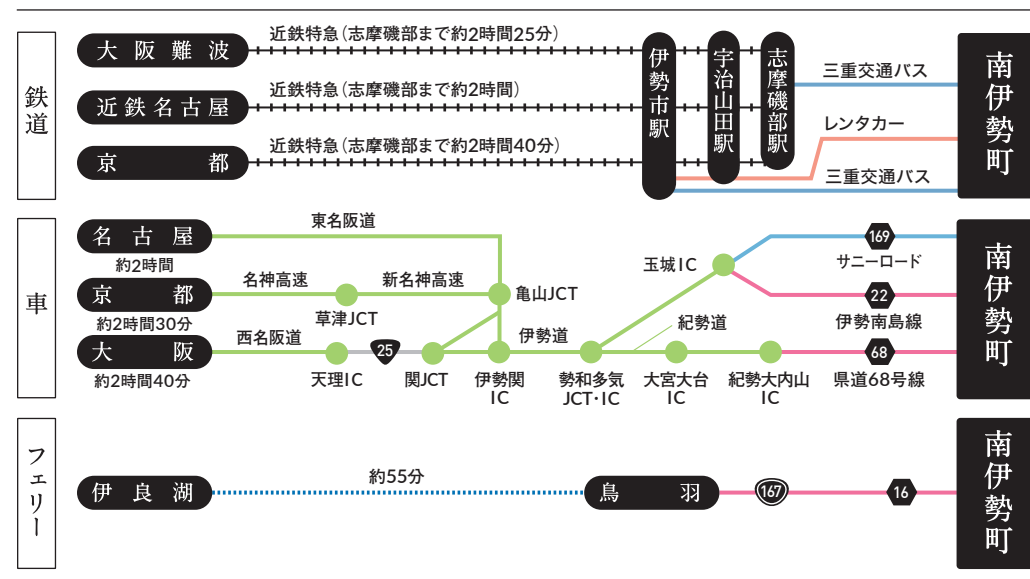 鉄道
大阪難波
近鉄特急（志摩磯部まで約2時間25分）
近鉄名古屋
近鉄特急（志摩磯部まで約2時間）
京都
近鉄特急（志摩磯部まで約2時間40分）
伊勢市駅
宇治山田駅
志摩磯部駅
三重交通バス
レンタカー
三重交通バス
南伊勢町
車
名古屋
約2時間
東名阪道
京都
約2時間30分
名神高速
草津JCT
新名神高速
亀山JCT
大阪
約2時間40分
西名阪道
天理IC
25
関JCT
伊勢関
IC
伊勢道
勢和多気
JCT・IC
紀勢道
大宮大台
IC
紀勢大内山
IC
玉城IC
169
サニーロード
22
伊勢南島線
68
県道68号線
南伊勢町
フェリー
伊良湖
約55分
鳥羽
167
16
南伊勢町